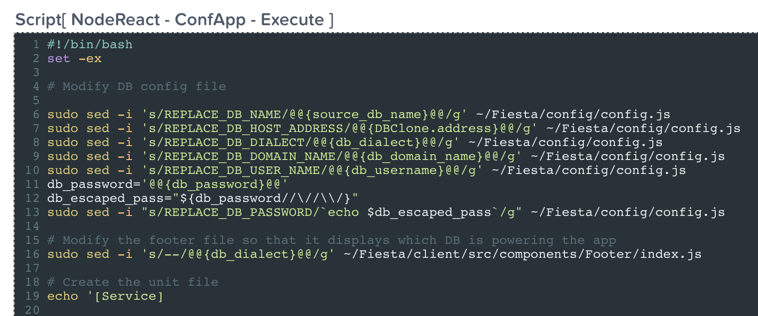 Script[ NodeReact - ConfApp - Execute ]
1 #!/bin/bash
2 set -ex
3
4 # Modify DB config file
5
6 sudo sed -i 's/REPLACE_DB_NAME/@@{source_db_name}@@/g' ~/Fiesta/config/config.js
7 sudo sed -i 's/REPLACE_DB_HOST_ADDRESS/@@{DBClone.address}@@/g' ~/Fiesta/config/config.js
8 sudo sed -i 's/REPLACE_DB_DIALECT/@@{db_dialect}@@/g' ~/Fiesta/config/config.js
9 sudo sed -i 's/REPLACE_DB_DOMAIN_NAME/@@{db_domain_name}@@/g' ~/Fiesta/config/config.js
10 sudo sed -i 's/REPLACE_DB_USER_NAME/@@{db_username}@@/g' ~/Fiesta/config/config.js
11 db_password='@@{db_password}@@'
12 db_escaped_pass="${db_password//\//\\/}"
13 sudo sed -i "s/REPLACE_DB_PASSWORD/`echo $db_escaped_pass`/g" ~/Fiesta/config/config.js
14
15 # Modify the footer file so that it displays which DB is powering the app
16 sudo sed -i 's/--/@@{db_dialect}@@/g' ~/Fiesta/client/src/components/Footer/index.js
17
18 # Create the unit file
19 echo '[Service]
20